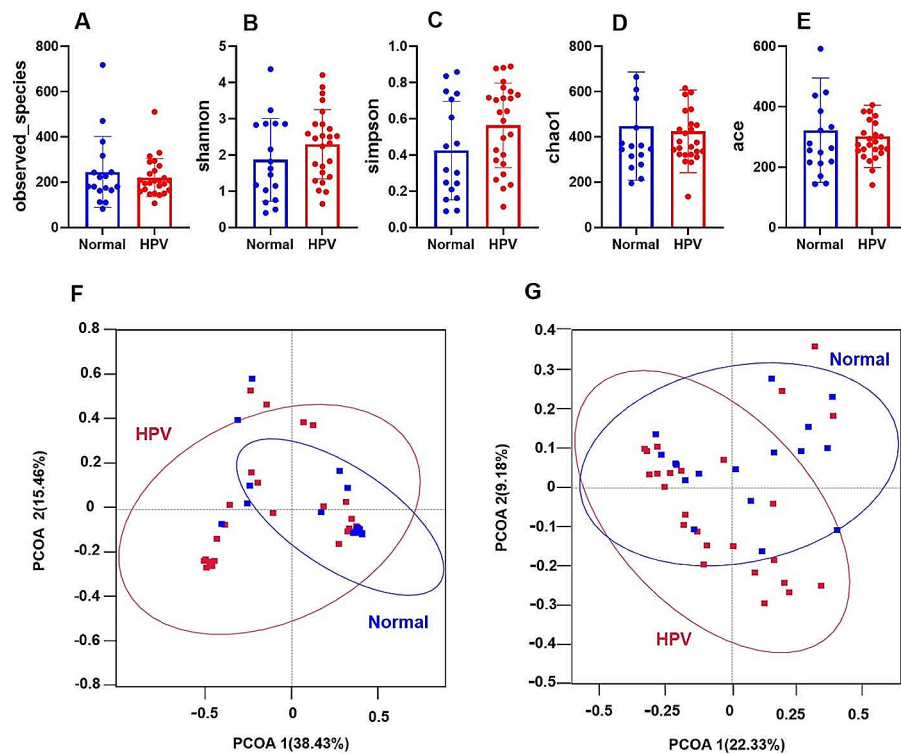 A
B
C
D
E
observed_species
800
600
400
200
0
Normal
HPV
shannon
5
4
3
2
1
0
Normal
HPV
simpson
1.0
0.8
0.6
0.4
0.2
0.0
Normal
HPV
chao1
800
600
400
200
0
Normal
HPV
ace
600
400
200
0
Normal
HPV
F
PCOA 2(15.46%)
0.8
0.6
0.4
0.2
0
-0.2
-0.4
-0.6
-0.8
HPV
Normal
-0.5
0
0.5
PCOA 1(38.43%)
G
PCOA 2(9.18%)
0.4
0.3
0.2
0.1
0
-0.1
-0.2
-0.3
-0.4
-0.5
Normal
HPV
-0.5
-0.25
0
0.25
0.5
PCOA 1(22.33%)